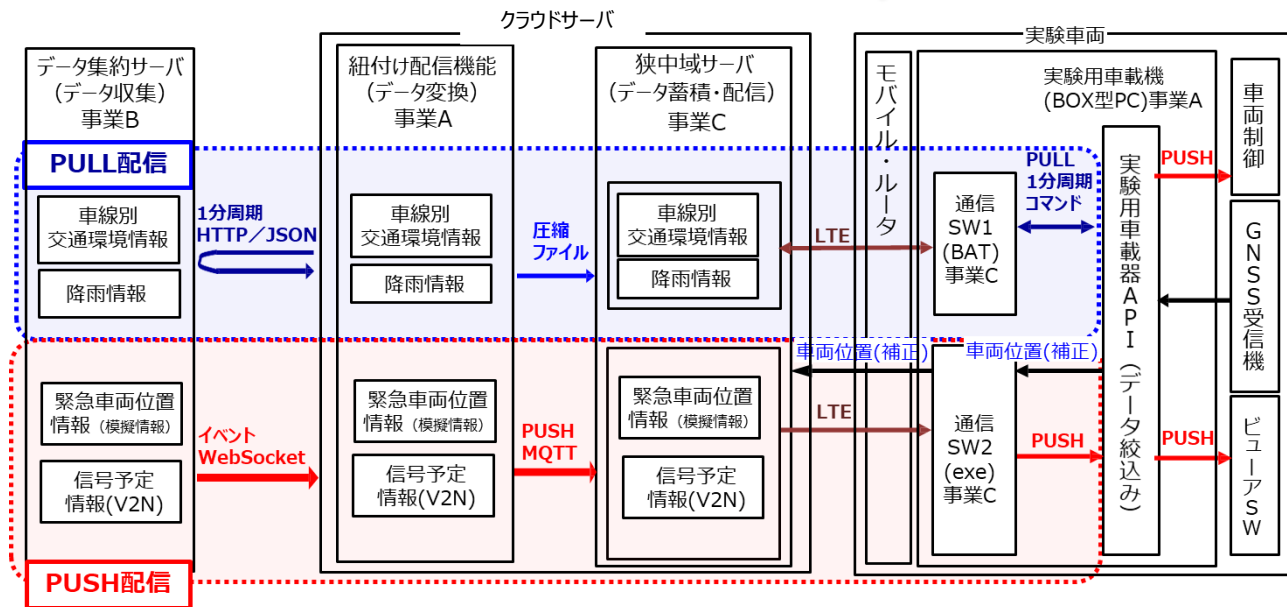 クラウドサーバ
実験車両
データ集約サーバ
(データ収集)
事業B
紐付け配信機能
(データ変換)
事業A
狭中域サーバ
(データ蓄積・配信)
事業C
モバイル・ルータ
実験用車載機
(BOX型PC)事業A
車両制御
PULL配信
車線別
交通環境情報
降雨情報
1分周期
HTTP／JSON
車線別
交通環境情報
降雨情報
圧縮
ファイル
車線別
交通環境情報
降雨情報
LTE
通信
SW1
(BAT)
事業C
PULL
1分周期
コマンド
実験用車載器API（データ絞込み）
PUSH
GNSS受信機
車両位置(補正)
車両位置(補正)
緊急車両位置
情報（模擬情報）
信号予定
情報(V2N)
イベント
WebSocket
緊急車両位置
情報（模擬情報）
信号予定
情報(V2N)
PUSH
MQTT
緊急車両位置
情報（模擬情報）
信号予定
情報(V2N)
LTE
通信
SW2
(exe)
事業C
PUSH
PUSH
ビューアSW
PUSH配信